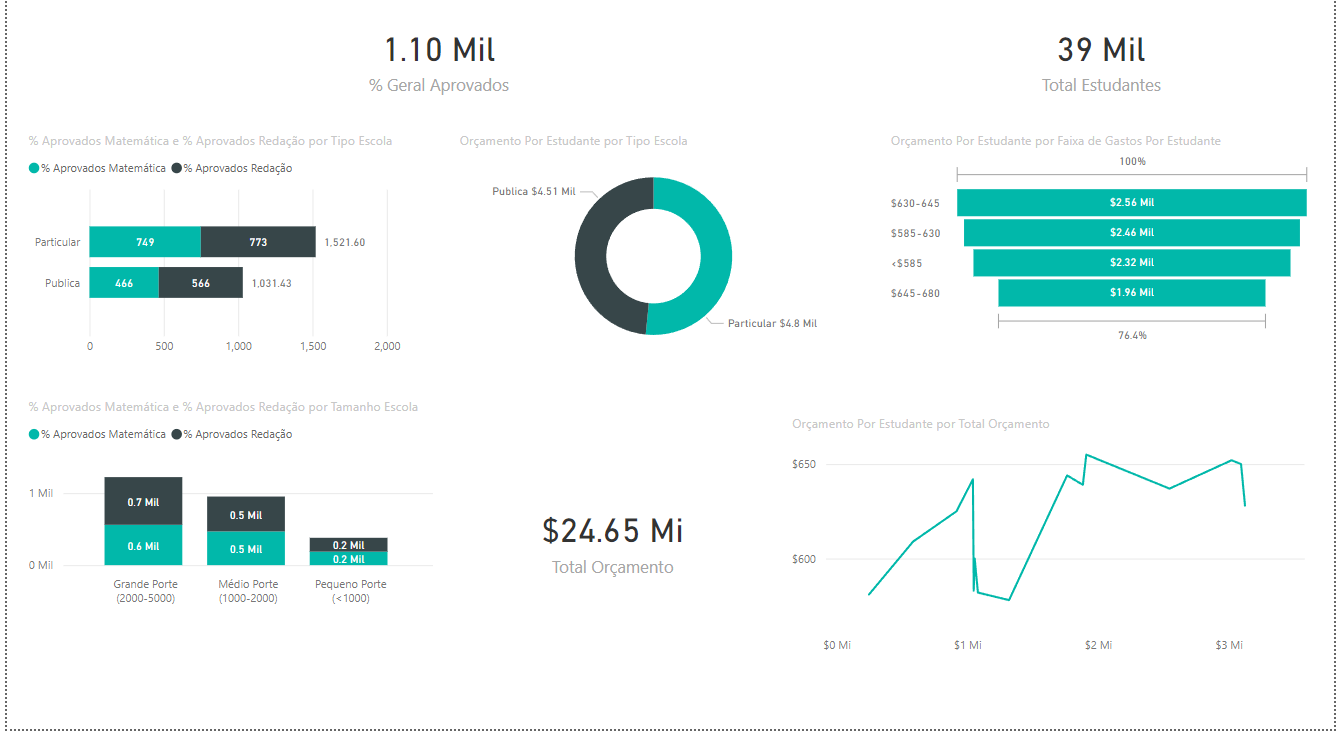 1.10 Mil
% Geral Aprovados
39 Mil
Total Estudantes
% Aprovados Matemática e % Aprovados Redação por Tipo Escola
% Aprovados Matemática % Aprovados Redação
Particular 749 773 1,521.60
Publica 466 566 1,031.43
0 500 1,000 1,500 2,000
Orçamento Por Estudante por Tipo Escola
Publica $4.51 Mil
Particular $4.8 Mil
Orçamento Por Estudante por Faixa de Gastos Por Estudante
100%
$630-645 $2.56 Mil
$585-630 $2.46 Mil
<$585 $2.32 Mil
$645-680 $1.96 Mil
76.4%
% Aprovados Matemática e % Aprovados Redação por Tamanho Escola
% Aprovados Matemática % Aprovados Redação
1 Mil
0 Mil
0.7 Mil
0.6 Mil
0.5 Mil
0.5 Mil
0.2 Mil
0.2 Mil
Grande Porte
(2000-5000)
Médio Porte
(1000-2000)
Pequeno Porte
(<1000)
$24.65 Mi
Total Orçamento
Orçamento Por Estudante por Total Orçamento
$650
$600
$0 Mi $1 Mi $2 Mi $3 Mi